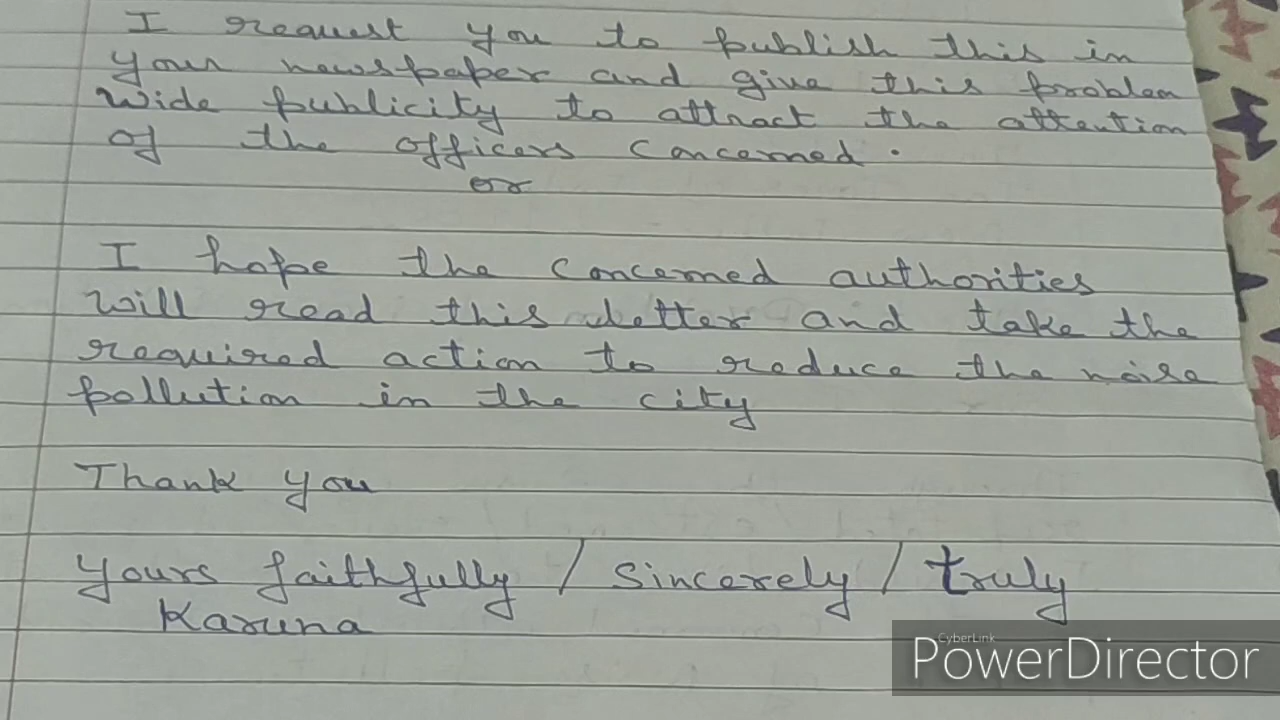 I request you to publish this in
your newspaper and give this problem
wide publicity to attract the attention
of the officers concerned.
or
I hope the concerned authorities
will read this letter and take the
required action to reduce the noise
pollution in the city
Thank you
Yours faithfully / Sincerely / truly
Karuna
CyberLink
PowerDirector